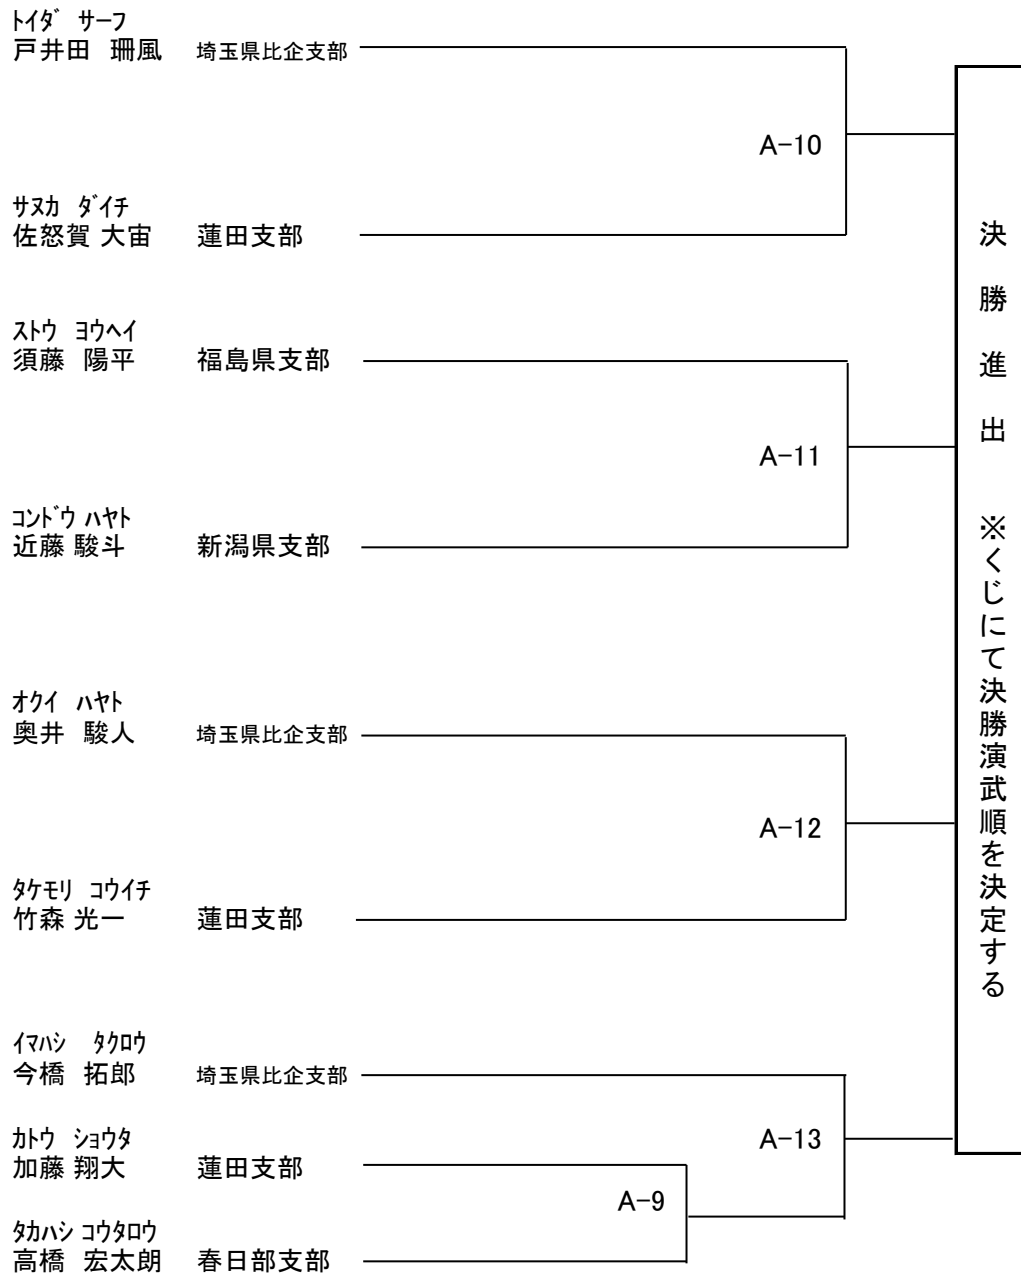 トイダ サーフ
戸井田 珊風 埼玉県比企支部
A-10
サヌカ ダイチ
佐怒賀 大宙 蓮田支部
ストウ ヨウヘイ
須藤 陽平 福島県支部
A-11
コンドウ ハヤト
近藤 駿斗 新潟県支部
オクイ ハヤト
奥井 駿人 埼玉県比企支部
A-12
タケモリ コウイチ
竹森 光一 蓮田支部
イマハシ タクロウ
今橋 拓郎 埼玉県比企支部
A-13
カトウ ショウタ
加藤 翔大 蓮田支部
A-9
タカハシ コウタロウ
高橋 宏太朗 春日部支部
決勝進出 ※くじにて決勝演武順を決定する